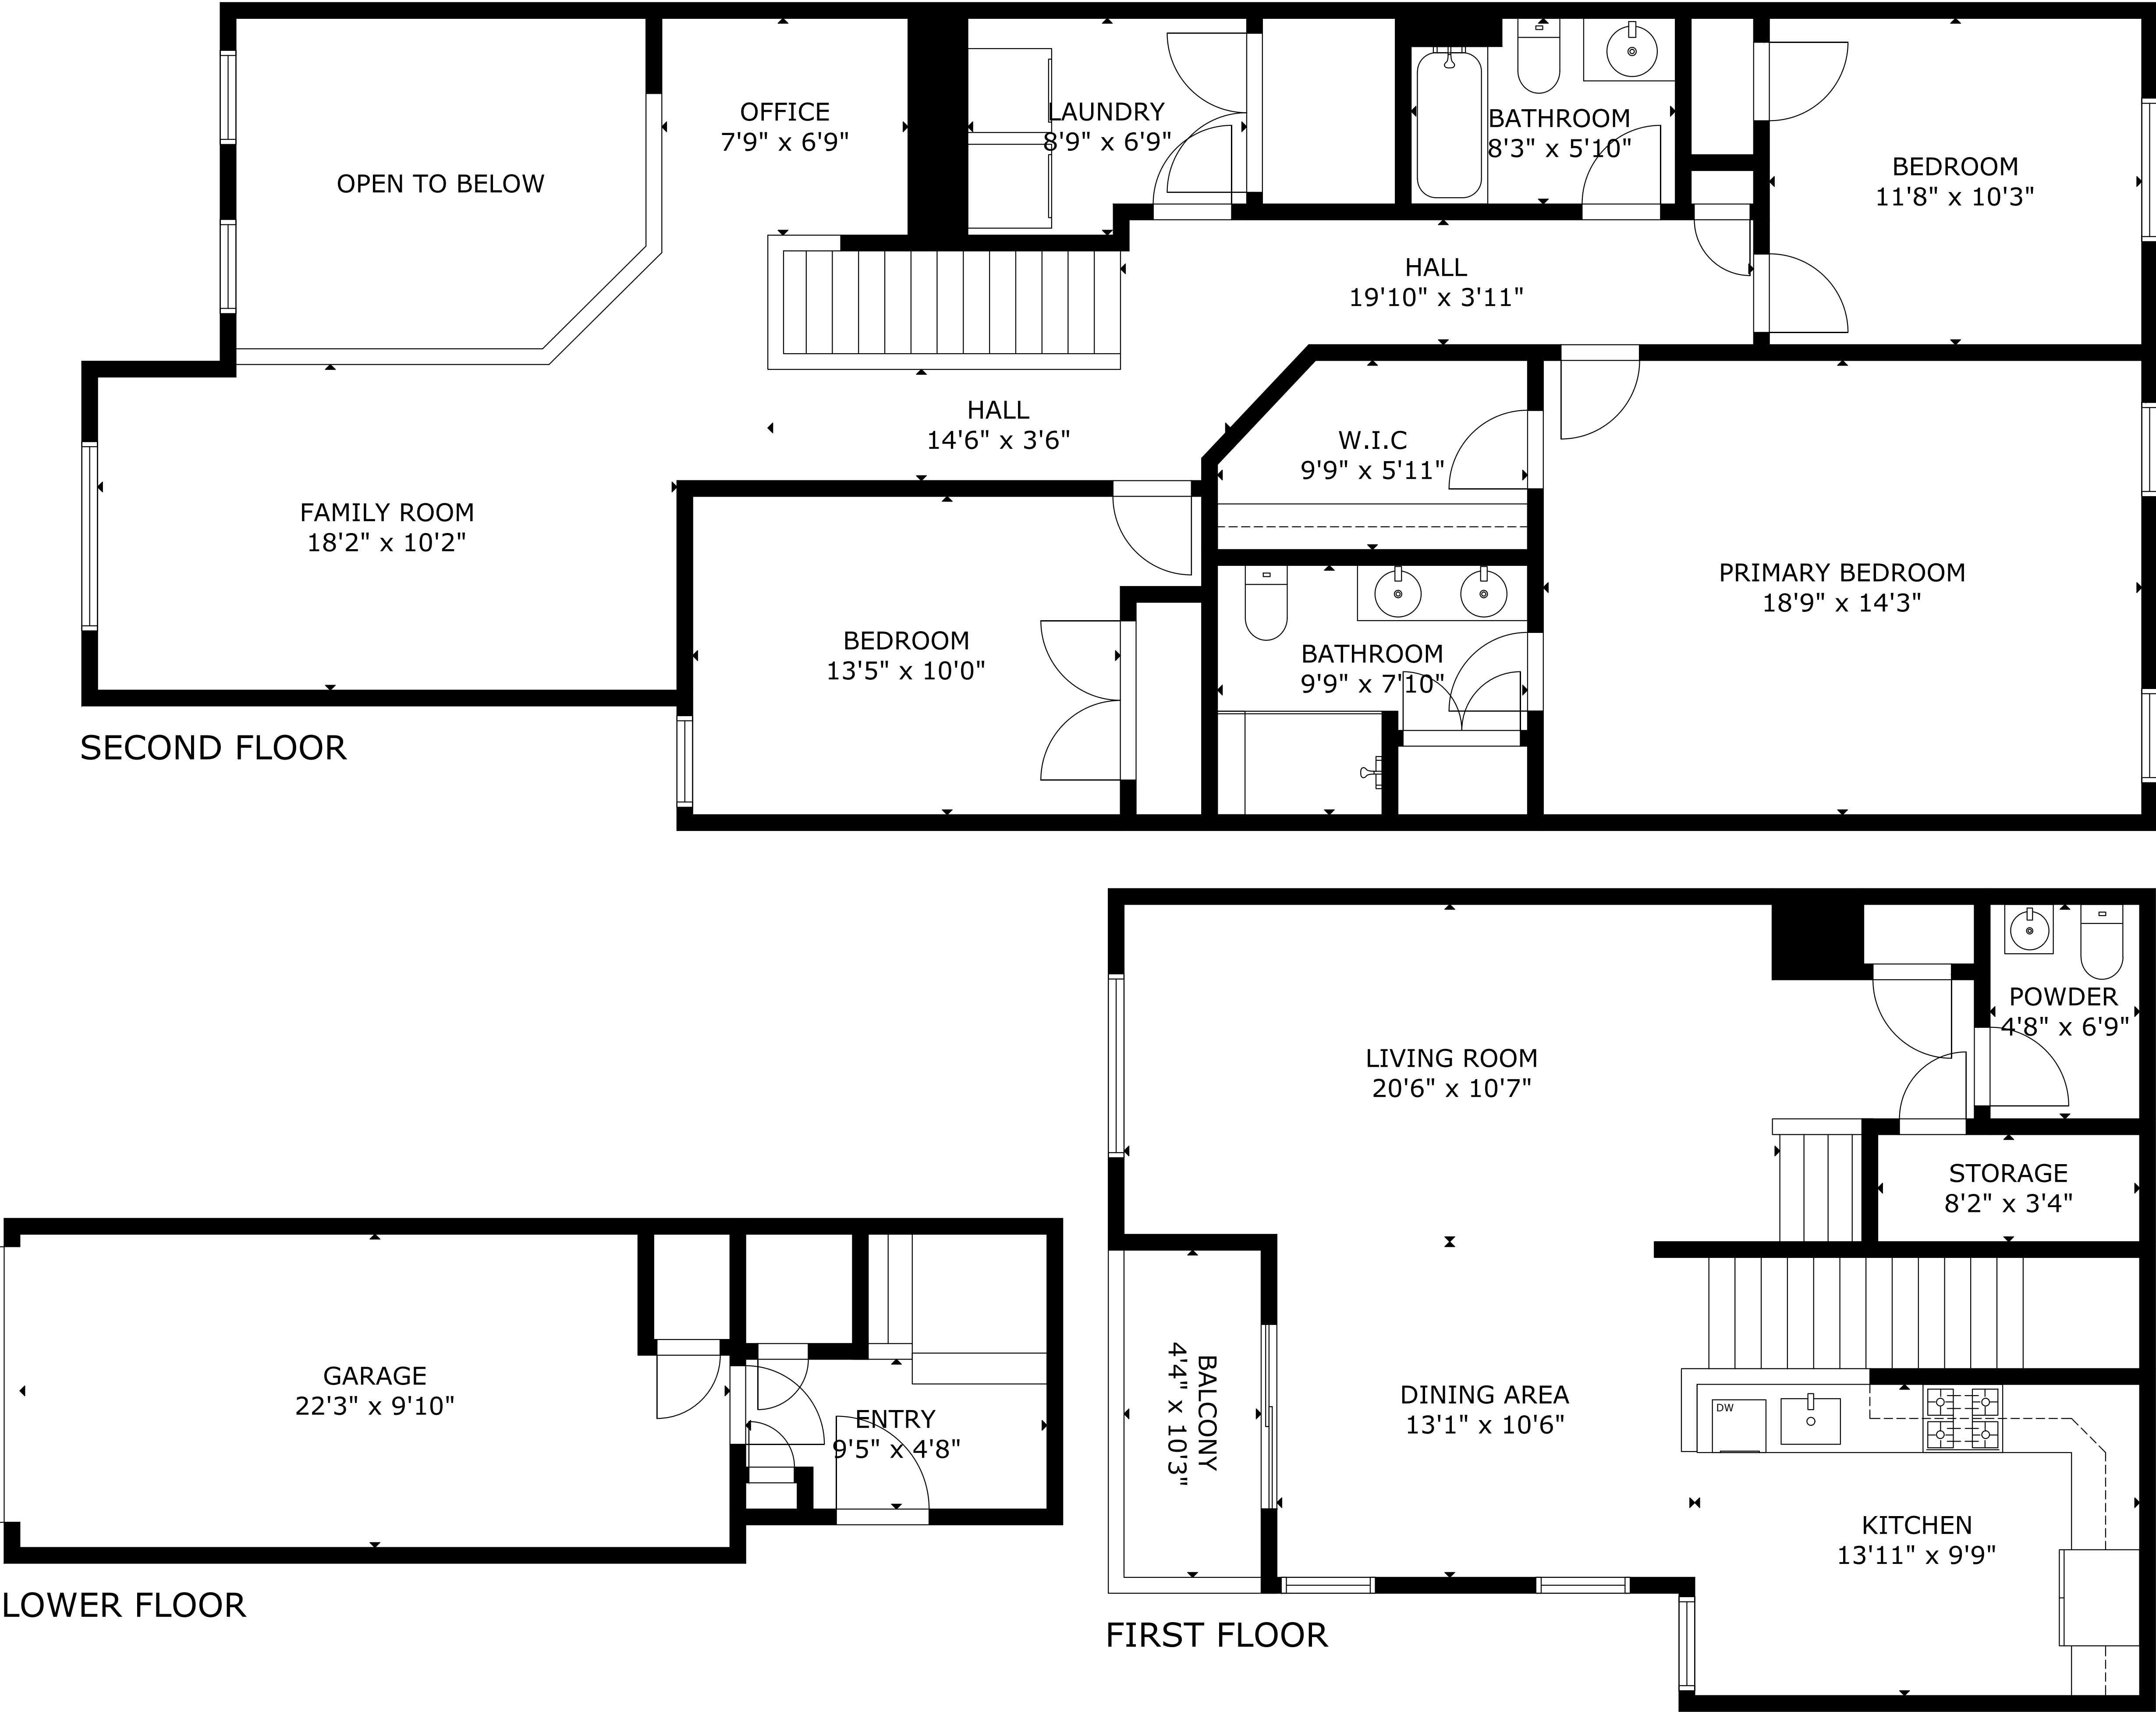 OFFICE
7'9" x 6'9"
LAUNDRY
8'9" x 6'9"
BATHROOM
8'3" x 5'10"
BEDROOM
11'8" x 10'3"
OPEN TO BELOW
HALL
19'10" x 3'11"
HALL
14'6" x 3'6"
W.I.C
9'9" x 5'11"
FAMILY ROOM
18'2" x 10'2"
PRIMARY BEDROOM
18'9" x 14'3"
BEDROOM
13'5" x 10'0"
BATHROOM
9'9" x 7'10"
SECOND FLOOR
POWDER
4'8" x 6'9"
LIVING ROOM
20'6" x 10'7"
STORAGE
8'2" x 3'4"
BALCONY
4'4" x 10'3"
DINING AREA
13'1" x 10'6"
DW
KITCHEN
13'11" x 9'9"
FIRST FLOOR
GARAGE
22'3" x 9'10"
ENTRY
9'5" x 4'8"
LOWER FLOOR